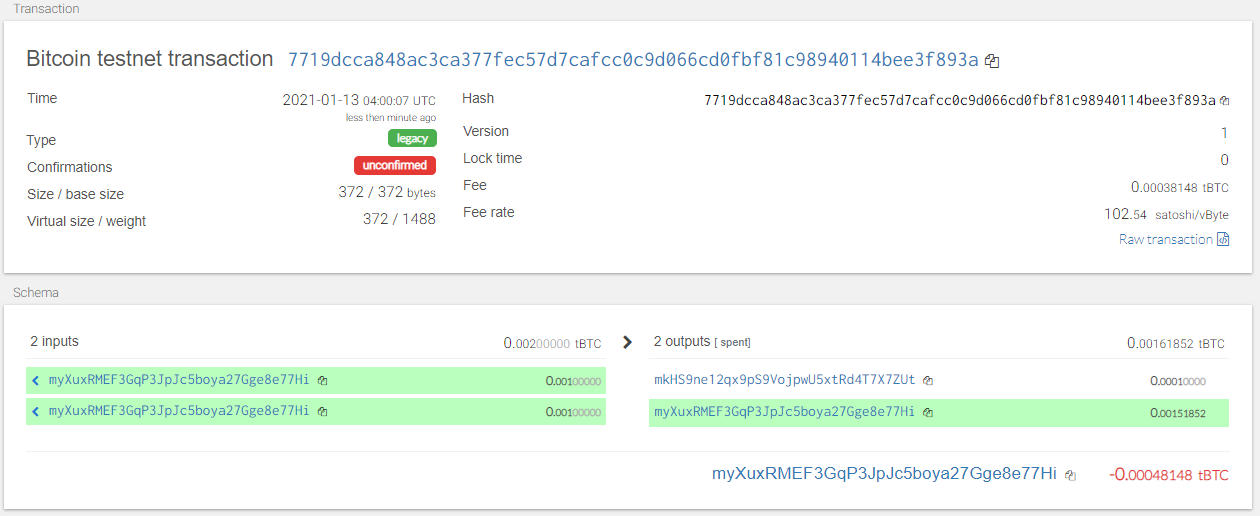 Transaction
Bitcoin testnet transaction 7719dcca848ac3ca377fec57d7cafcc0c9d066cd0fbf81c98940114bee3f893a
Time 2021-01-13 04:00:07 UTC
less then minute ago
Type legacy
Confirmations unconfirmed
Size / base size 372 / 372 bytes
Virtual size / weight 372 / 1488
Hash 7719dcca848ac3ca377fec57d7cafcc0c9d066cd0fbf81c98940114bee3f893a
Version 1
Lock time 0
Fee 0.00038148 tBTC
Fee rate 102.54 satoshi/vByte
Raw transaction
Schema
2 inputs 0.00200000 tBTC
myXuxRMEF3GqP3JpJc5boya27Gge8e77Hi 0.00100000
myXuxRMEF3GqP3JpJc5boya27Gge8e77Hi 0.00100000
2 outputs [ spent] 0.00161852 tBTC
mkHS9ne12qx9pS9VojpwU5xtRd4T7X7ZUt 0.00010000
myXuxRMEF3GqP3JpJc5boya27Gge8e77Hi 0.00151852
myXuxRMEF3GqP3JpJc5boya27Gge8e77Hi -0.00048148 tBTC